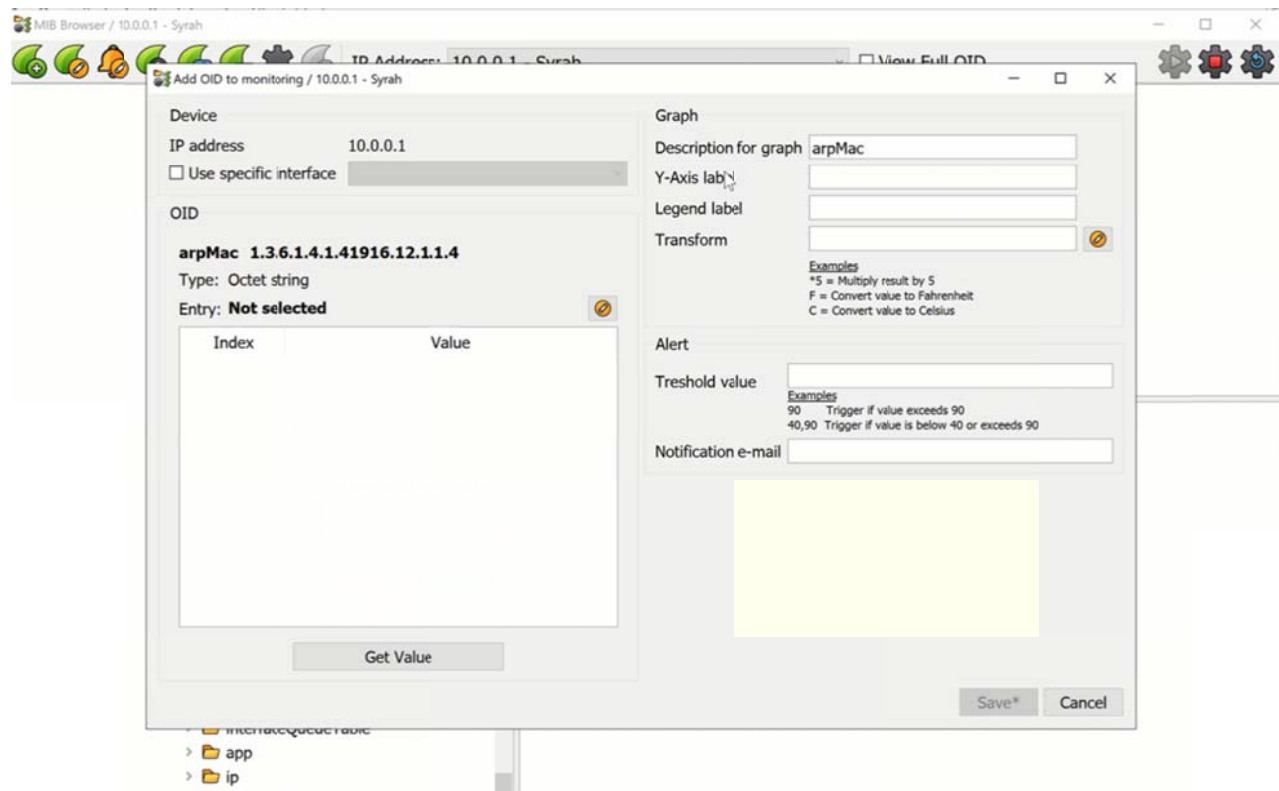 MIB Browser / 10.0.0.1 - Syrah
IP Address: 10.0.0.1 - Syrah
View Full OID
Add OID to monitoring / 10.0.0.1 - Syrah
Device
IP address 10.0.0.1
Use specific interface
OID
arpMac 1.3.6.1.4.1.41916.12.1.1.4
Type: Octet string
Entry: Not selected
Index Value
Get Value
Graph
Description for graph arpMac
Y-Axis label
Legend label
Transform
Examples
*5 = Multiply result by 5
F = Convert value to Fahrenheit
C = Convert value to Celsius
Alert
Treshold value
Examples
90 Trigger if value exceeds 90
40,90 Trigger if value is below 40 or exceeds 90
Notification e-mail
Save* Cancel
interfaceQueueTable
app
ip